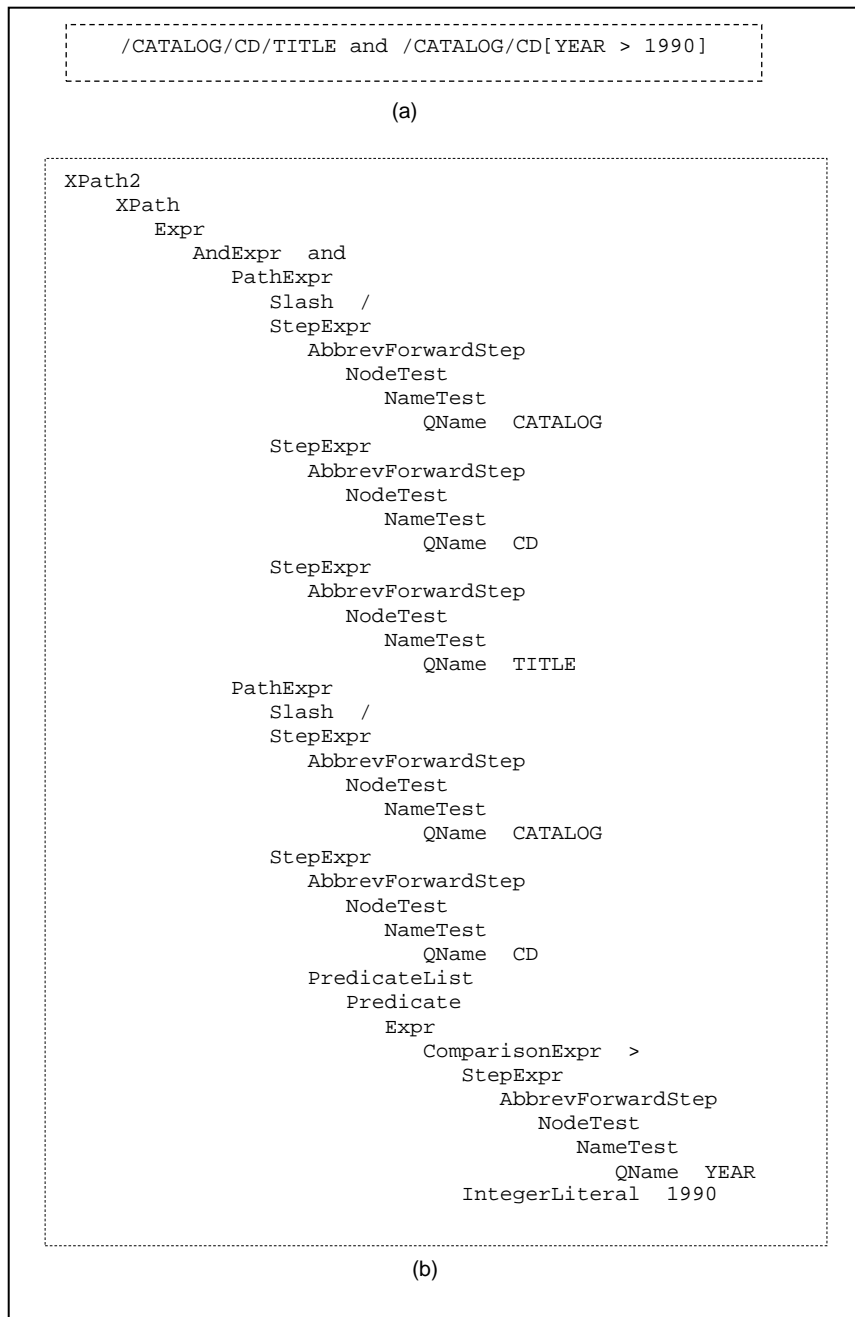 /CATALOG/CD/TITLE and /CATALOG/CD[YEAR > 1990]
(a)
XPath2
XPath
Expr
AndExpr and
PathExpr
Slash /
StepExpr
AbbrevForwardStep
NodeTest
NameTest
QName CATALOG
StepExpr
AbbrevForwardStep
NodeTest
NameTest
QName CD
StepExpr
AbbrevForwardStep
NodeTest
NameTest
QName TITLE
PathExpr
Slash /
StepExpr
AbbrevForwardStep
NodeTest
NameTest
QName CATALOG
StepExpr
AbbrevForwardStep
NodeTest
NameTest
QName CD
PredicateList
Predicate
Expr
ComparisonExpr >
StepExpr
AbbrevForwardStep
NodeTest
NameTest
QName YEAR
IntegerLiteral 1990
(b)